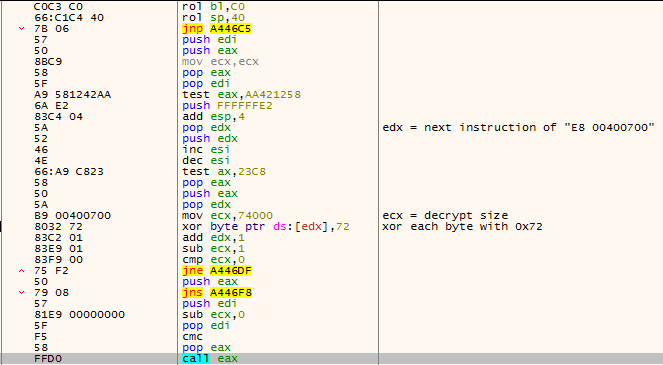 C0C3 C0 rol bl,C0
66:C1C4 40 rol sp,40
7B 06 jnp A446C5
57 push edi
50 push eax
8BC9 mov ecx,ecx
58 pop eax
5F pop edi
A9 581242AA test eax,AA421258
6A E2 push FFFFFFE2
83C4 04 add esp,4
5A pop edx edx = next instruction of "E8 00400700"
52 push edx
46 inc esi
4E dec esi
66:A9 C823 test ax,23C8
58 pop eax
50 push eax
5A pop edx
B9 00400700 mov ecx,74000 ecx = decrypt size
8032 72 xor byte ptr ds:[edx],72 xor each byte with 0x72
83C2 01 add edx,1
83E9 01 sub ecx,1
83F9 00 cmp ecx,0
75 F2 jne A446DF
50 push eax
79 08 jns A446F8
57 push edi
81E9 00000000 sub ecx,0
5F pop edi
F5 cmc
58 pop eax
FFD0 call eax